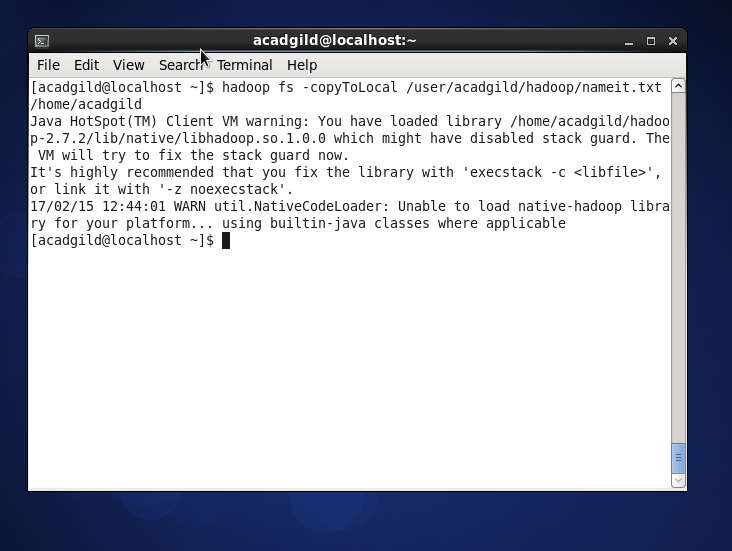 acadgild@localhost:~
File Edit View Search Terminal Help
[acadgild@localhost ~]$ hadoop fs -copyToLocal /user/acadgild/hadoop/nameit.txt
/home/acadgild
Java HotSpot(TM) Client VM warning: You have loaded library /home/acadgild/hadoo
p-2.7.2/lib/native/libhadoop.so.1.0.0 which might have disabled stack guard. The
 VM will try to fix the stack guard now.
It's highly recommended that you fix the library with 'execstack -c <libfile>',
or link it with '-z noexecstack'.
17/02/15 12:44:01 WARN util.NativeCodeLoader: Unable to load native-hadoop libra
ry for your platform... using builtin-java classes where applicable
[acadgild@localhost ~]$